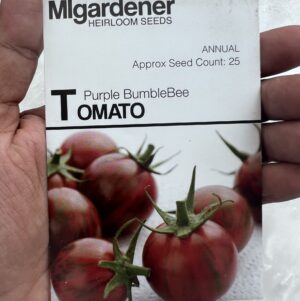 MIgardener
HEIRLOOM SEEDS
ANNUAL
Approx Seed Count: 25
Purple BumbleBee
TOMATO